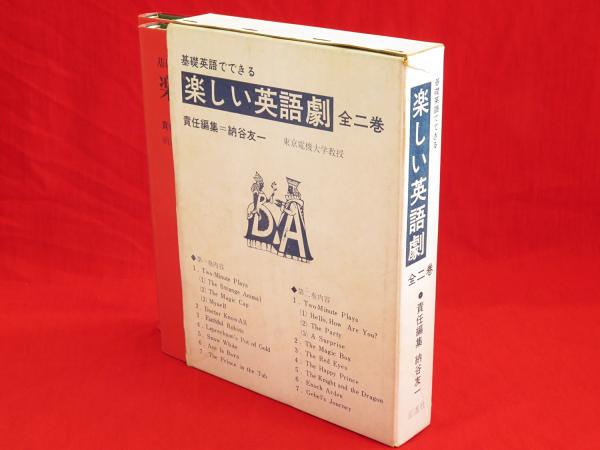 基礎英語でできる
楽しい英語劇 全二巻
責任編集=納谷友一 東京電機大学教授
BA
◆第一巻内容
1. Two-Minute Plays
(1) The Strange Animal
(2) The Magic Cap
(3) Myself
2. Doctor Know-All
3. Faithful Robin
4. Leprechaun's Pot of Gold
5. Snow White
6. Any Is Born
7. The Prince in the Tub
◆第二巻内容
1. Two-Minute Plays
(1) Hello, How Are You?
(2) The Party
(3) A Surprise
2. The Magic Box
3. The Red Eyes
4. The Happy Prince
5. The Knight and the Dragon
6. Enoch Arden
7. Gebel's Journey
基礎英語でできる
楽しい英語劇
全二巻
●責任編集 納谷友一